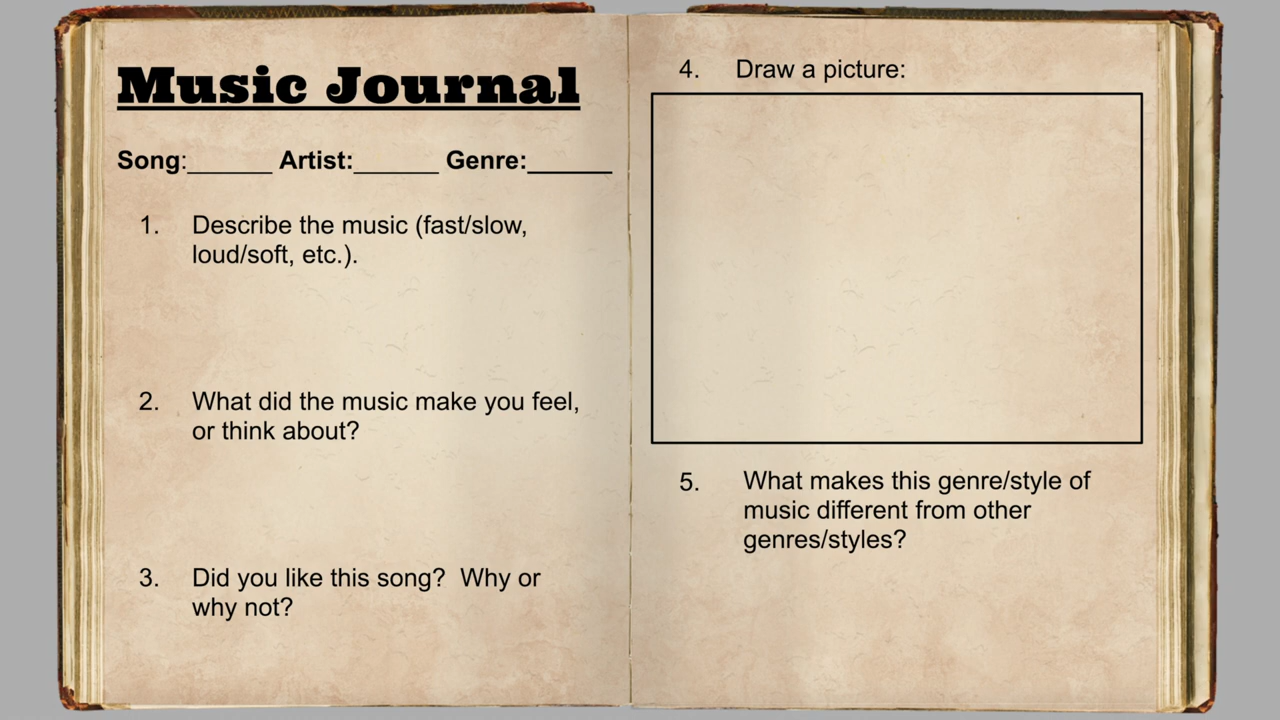 Music Journal
Song:______ Artist:______ Genre:______
1. Describe the music (fast/slow,
loud/soft, etc.).
2. What did the music make you feel,
or think about?
3. Did you like this song?  Why or
why not?
4. Draw a picture:
5. What makes this genre/style of
music different from other
genres/styles?